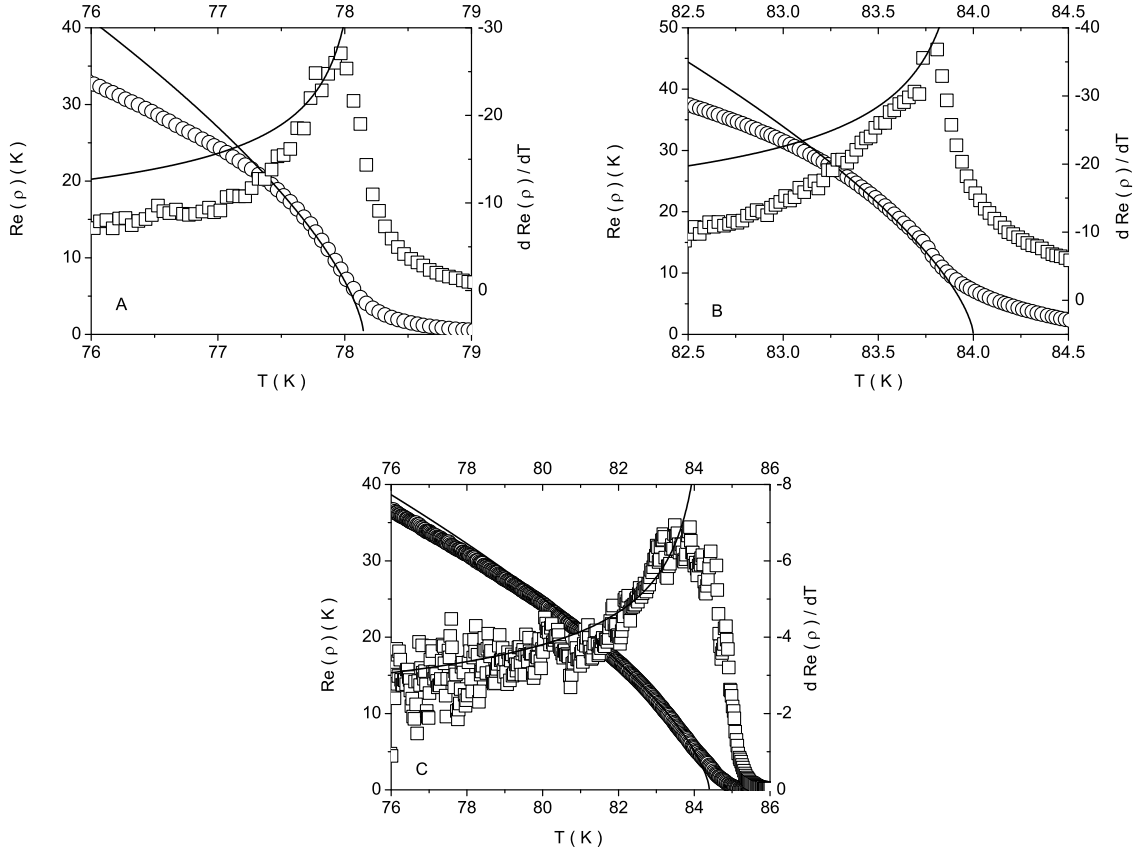 76 77 78 79
40 30 20 10 0
-30 -20 -10 0
Re ( ρ ) ( K )
d Re ( ρ ) / dT
A
76 77 78 79
T ( K )
82.5 83.0 83.5 84.0 84.5
50 40 30 20 10 0
-40 -30 -20 -10 0
Re ( ρ ) ( K )
d Re ( ρ ) / dT
B
82.5 83.0 83.5 84.0 84.5
T ( K )
76 78 80 82 84 86
40 30 20 10 0
-8 -6 -4 -2 0
Re ( ρ ) ( K )
d Re ( ρ ) / dT
C
76 78 80 82 84 86
T ( K )